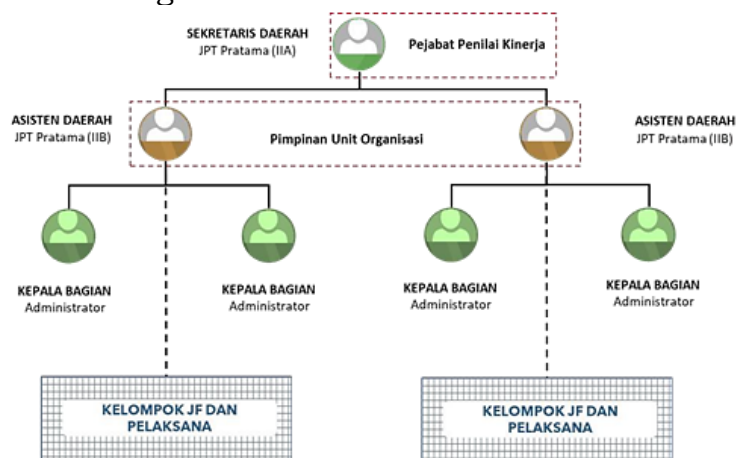 SEKRETARIS DAERAH
JPT Pratama (IIA)
Pejabat Penilai Kinerja
ASISTEN DAERAH
JPT Pratama (IIB)
Pimpinan Unit Organisasi
ASISTEN DAERAH
JPT Pratama (IIB)
KEPALA BAGIAN
Administrator
KEPALA BAGIAN
Administrator
KEPALA BAGIAN
Administrator
KEPALA BAGIAN
Administrator
KELOMPOK JF DAN
PELAKSANA
KELOMPOK JF DAN
PELAKSANA